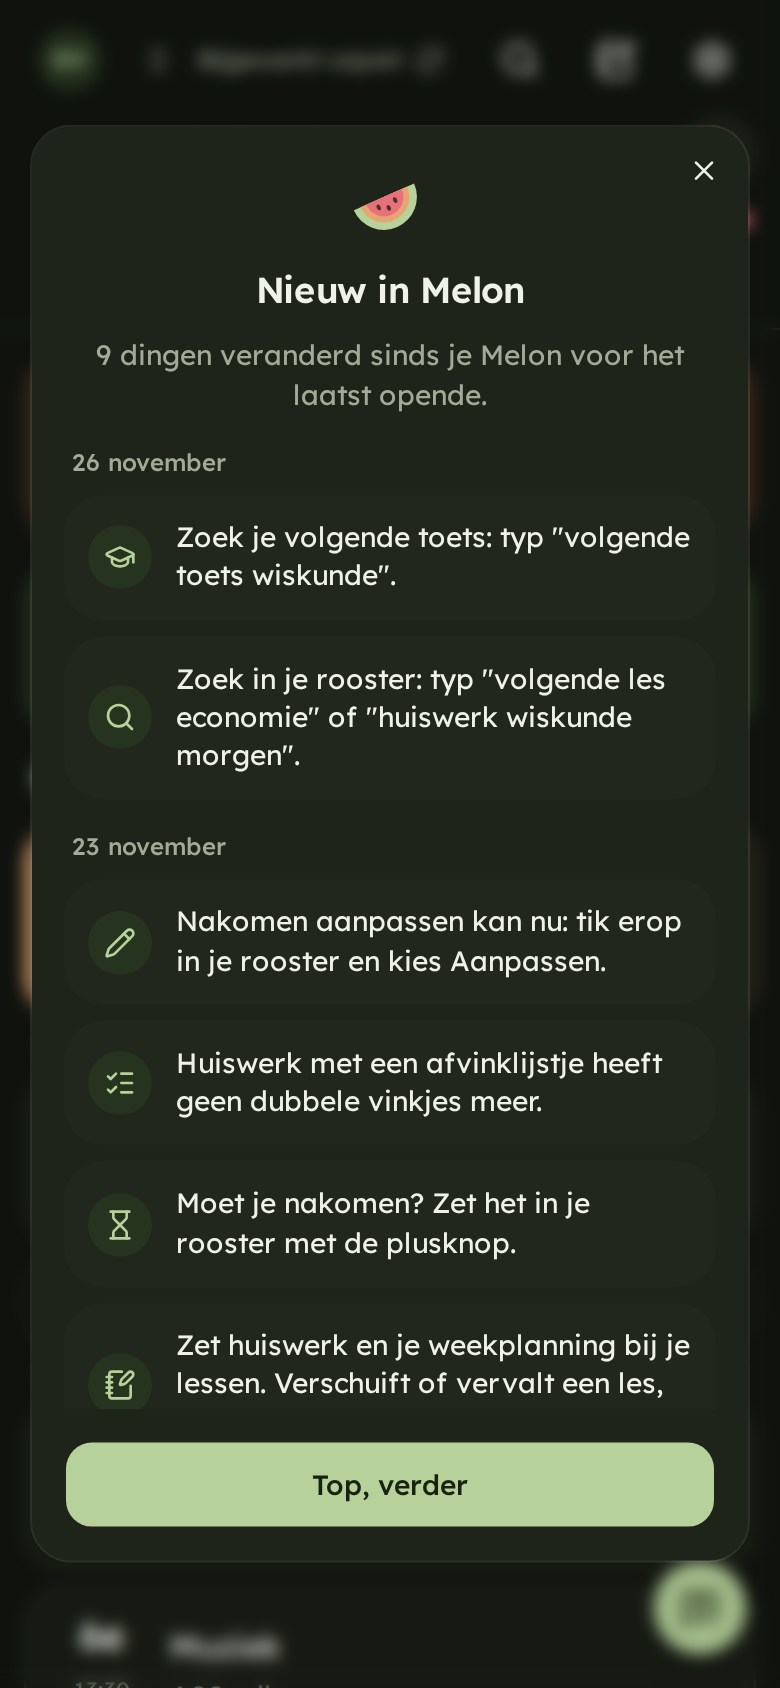 Nieuw in Melon
9 dingen veranderd sinds je Melon voor het
laatst opende.
26 november
Zoek je volgende toets: typ "volgende
toets wiskunde".
Zoek in je rooster: typ "volgende les
economie" of "huiswerk wiskunde
morgen".
23 november
Nakomen aanpassen kan nu: tik erop
in je rooster en kies Aanpassen.
Huiswerk met een afvinklijstje heeft
geen dubbele vinkjes meer.
Moet je nakomen? Zet het in je
rooster met de plusknop.
Zet huiswerk en je weekplanning bij je
lessen. Verschuift of vervalt een les,
Top, verder
Muziek